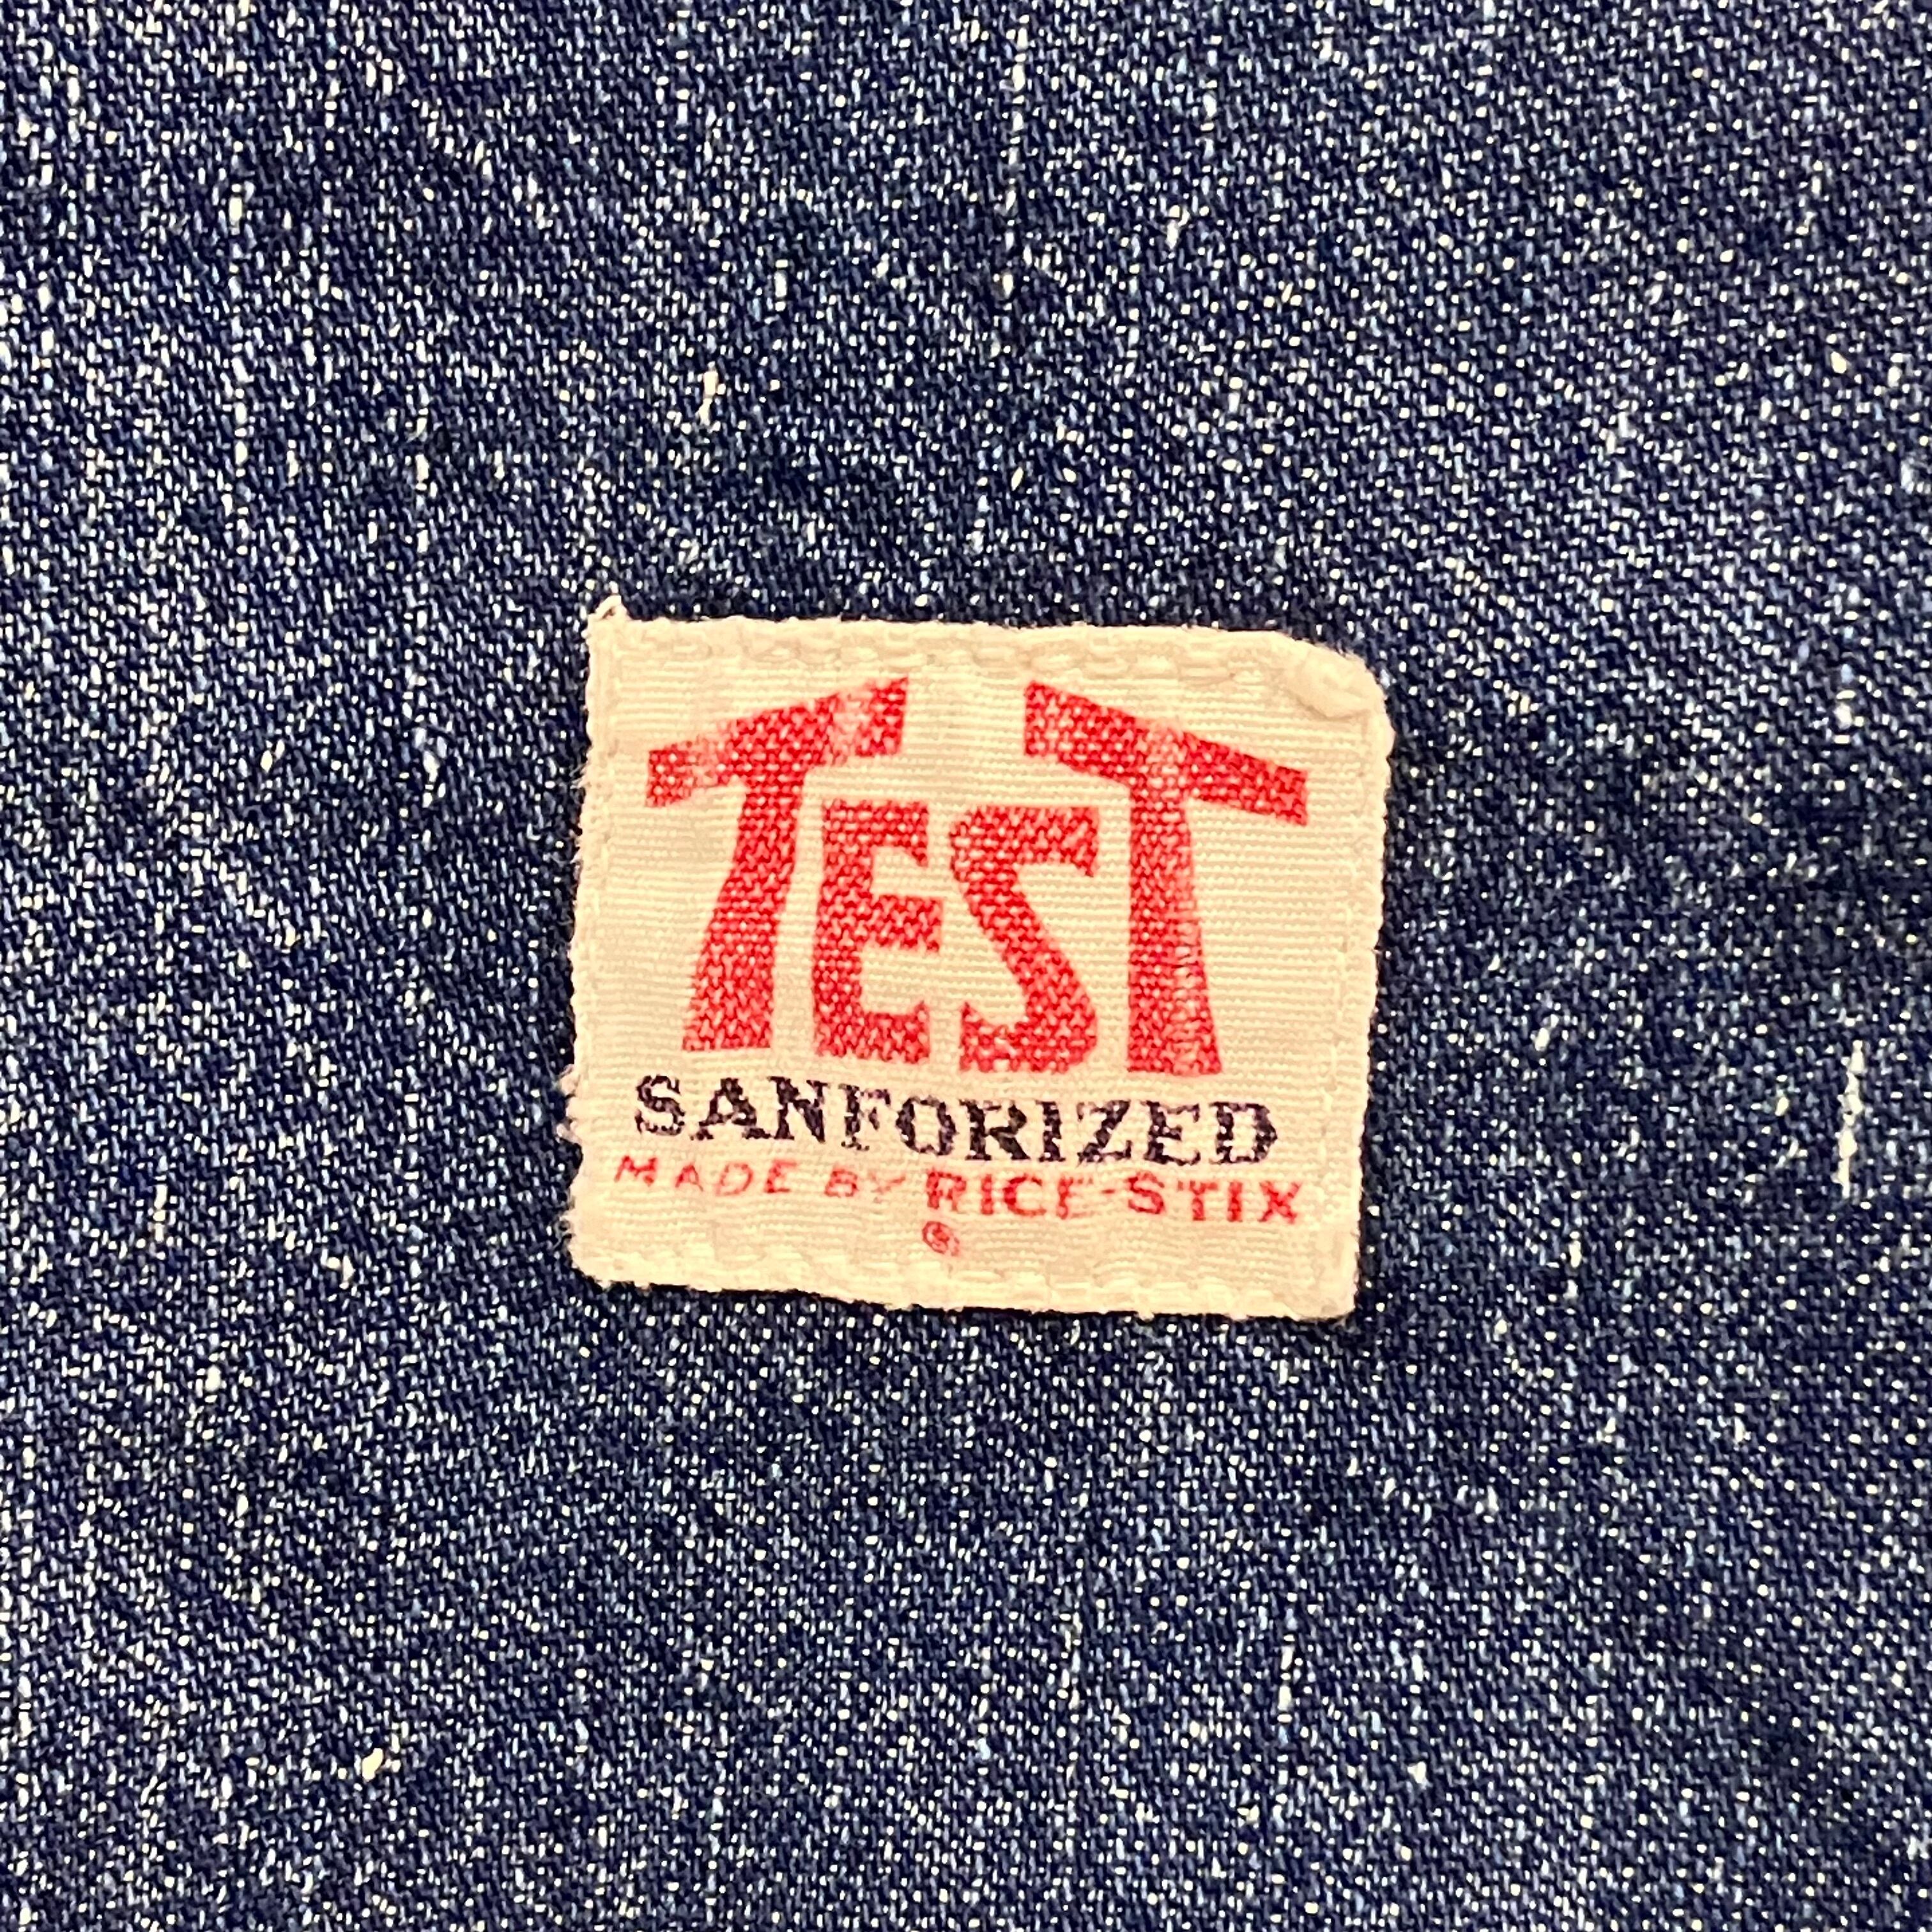 TEST
SANFORIZED
MADE BY RICE-STIX
®